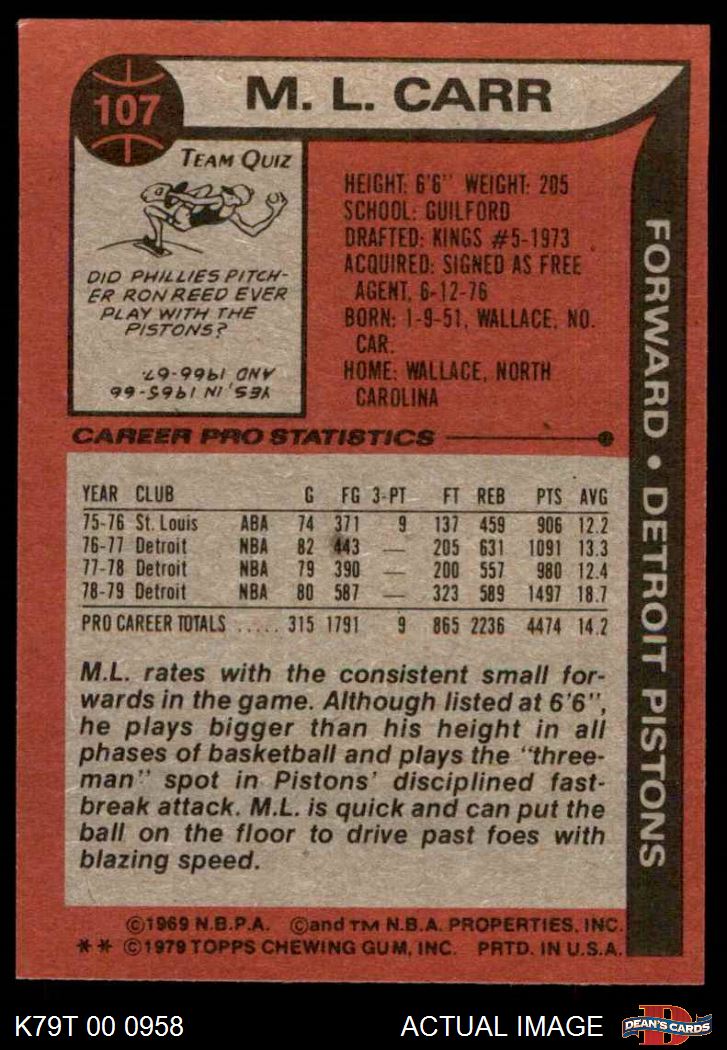 107
M. L. CARR
TEAM QUIZ
DID PHILLIES PITCH-
ER RON REED EVER
PLAY WITH THE
PISTONS?
YES, IN 1965-66
AND 1966-67.
HEIGHT: 6'6" WEIGHT: 205
SCHOOL: GUILFORD
DRAFTED: KINGS #5-1973
ACQUIRED: SIGNED AS FREE
AGENT, 6-12-76
BORN: 1-9-51, WALLACE, NO.
CAR.
HOME: WALLACE, NORTH
CAROLINA
FORWARD • DETROIT PISTONS
CAREER PRO STATISTICS
YEAR CLUB G FG 3-PT FT REB PTS AVG
75-76 St. Louis ABA 74 371 9 137 459 906 12.2
76-77 Detroit NBA 82 443 — 205 631 1091 13.3
77-78 Detroit NBA 79 390 — 200 557 980 12.4
78-79 Detroit NBA 80 587 — 323 589 1497 18.7
PRO CAREER TOTALS ..... 315 1791 9 865 2236 4474 14.2
M.L. rates with the consistent small for-
wards in the game. Although listed at 6'6",
he plays bigger than his height in all
phases of basketball and plays the "three-
man" spot in Pistons' disciplined fast-
break attack. M.L. is quick and can put the
ball on the floor to drive past foes with
blazing speed.
©1969 N.B.P.A. ©and TM N.B.A. PROPERTIES, INC.
** ©1979 TOPPS CHEWING GUM, INC. PRTD. IN U.S.A.
K79T 00 0958
ACTUAL IMAGE
D
DEAN'S CARDS